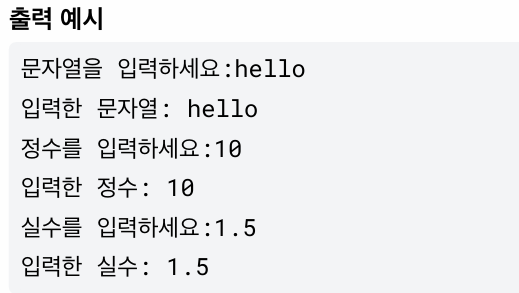 출력 예시
문자열을 입력하세요:hello
입력한 문자열: hello
정수를 입력하세요:10
입력한 정수: 10
실수를 입력하세요:1.5
입력한 실수: 1.5